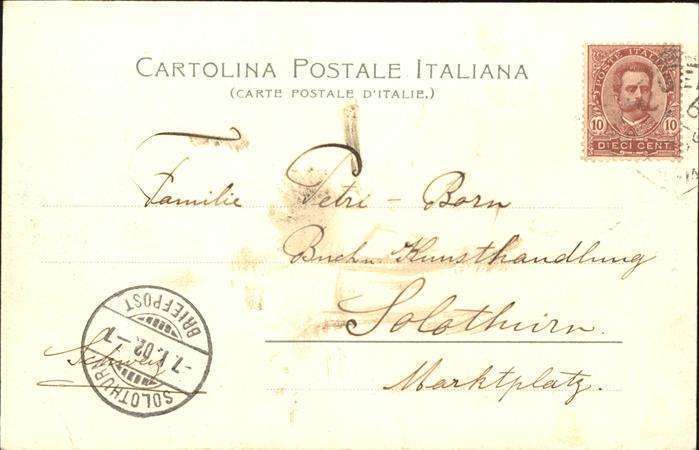 CARTOLINA POSTALE ITALIANA
(CARTE POSTALE D'ITALIE.)
POSTE ITALIANE
10 10
DIECI CENT.
Familie Petri - Born
Buch u Kunsthandlung
Solothurn.
Marktplatz.
Schweiz
SOLOTHURN
BRIEFPOST